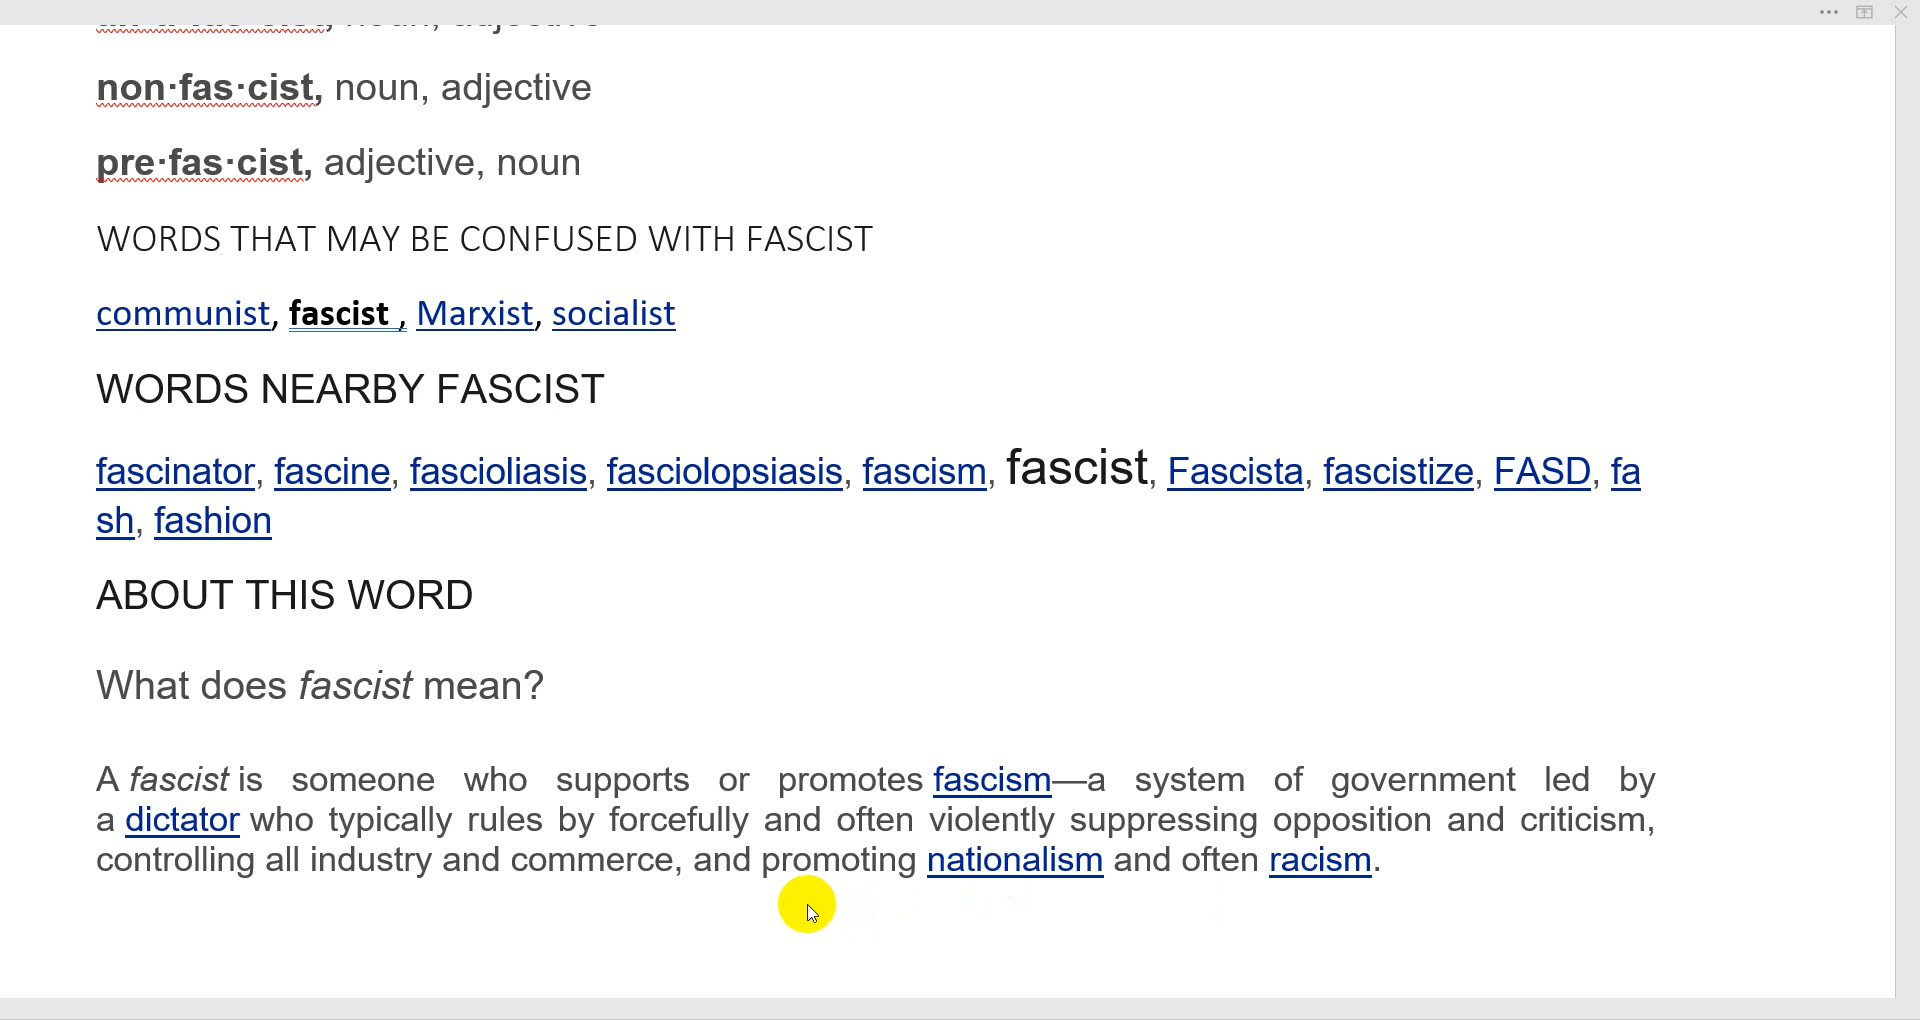 noun, adjective
non·fas·cist, noun, adjective
pre·fas·cist, adjective, noun
WORDS THAT MAY BE CONFUSED WITH FASCIST
communist, fascist , Marxist, socialist
WORDS NEARBY FASCIST
fascinator, fascine, fascioliasis, fasciolopsiasis, fascism, fascist, Fascista, fascistize, FASD, fa
sh, fashion
ABOUT THIS WORD
What does fascist mean?
A fascist is someone who supports or promotes fascism—a system of government led by
a dictator who typically rules by forcefully and often violently suppressing opposition and criticism,
controlling all industry and commerce, and promoting nationalism and often racism.